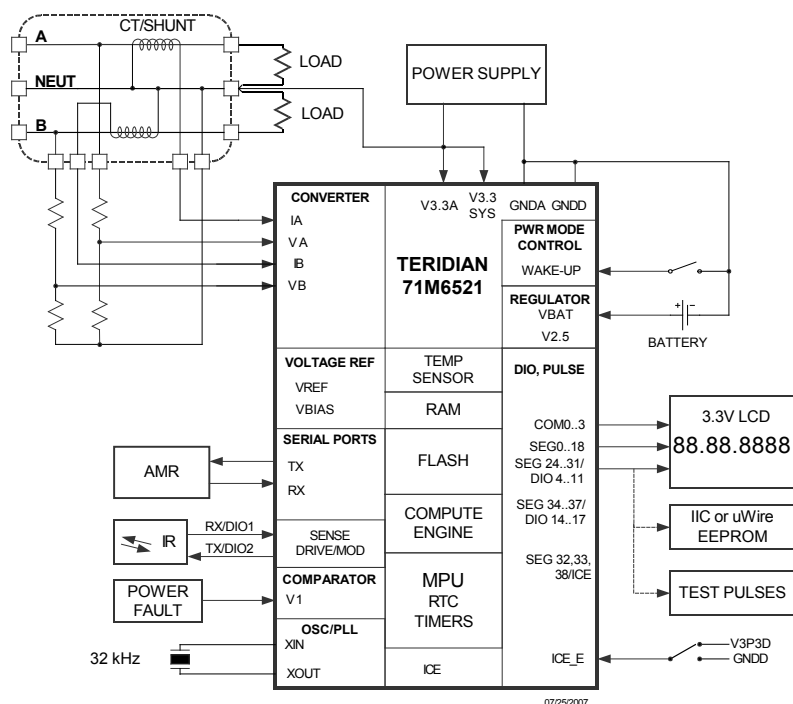 CT/SHUNT
A
LOAD
NEUT
LOAD
B
POWER SUPPLY
CONVERTER
IA
VA
IB
VB
V3.3A
V3.3
SYS
GNDA GNDD
TERIDIAN
71M6521
PWR MODE
CONTROL
WAKE-UP
REGULATOR
VBAT
V2.5
+ –
BATTERY
VOLTAGE REF
VREF
VBIAS
TEMP
SENSOR
RAM
DIO, PULSE
COM0..3
SEG0..18
SEG 24..31/
DIO 4..11
SEG 34..37/
DIO 14..17
SEG 32,33,
38/ICE
ICE_E
3.3V LCD
88.88.8888
IIC or uWire
EEPROM
TEST PULSES
V3P3D
GNDD
SERIAL PORTS
TX
RX
AMR
FLASH
COMPUTE
ENGINE
IR
RX/DIO1
TX/DIO2
SENSE
DRIVE/MOD
POWER
FAULT
COMPARATOR
V1
MPU
RTC
TIMERS
OSC/PLL
XIN
XOUT
32 kHz
ICE
07/25/2007